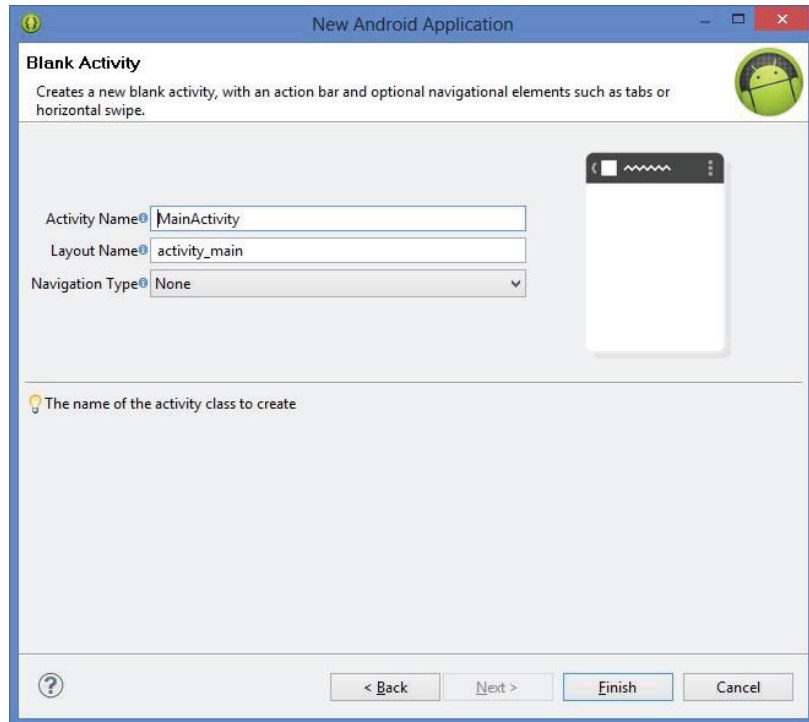 New Android Application
Blank Activity
Creates a new blank activity, with an action bar and optional navigational elements such as tabs or
horizontal swipe.
Activity Name MainActivity
Layout Name activity_main
Navigation Type None
The name of the activity class to create
< Back
Next >
Finish
Cancel